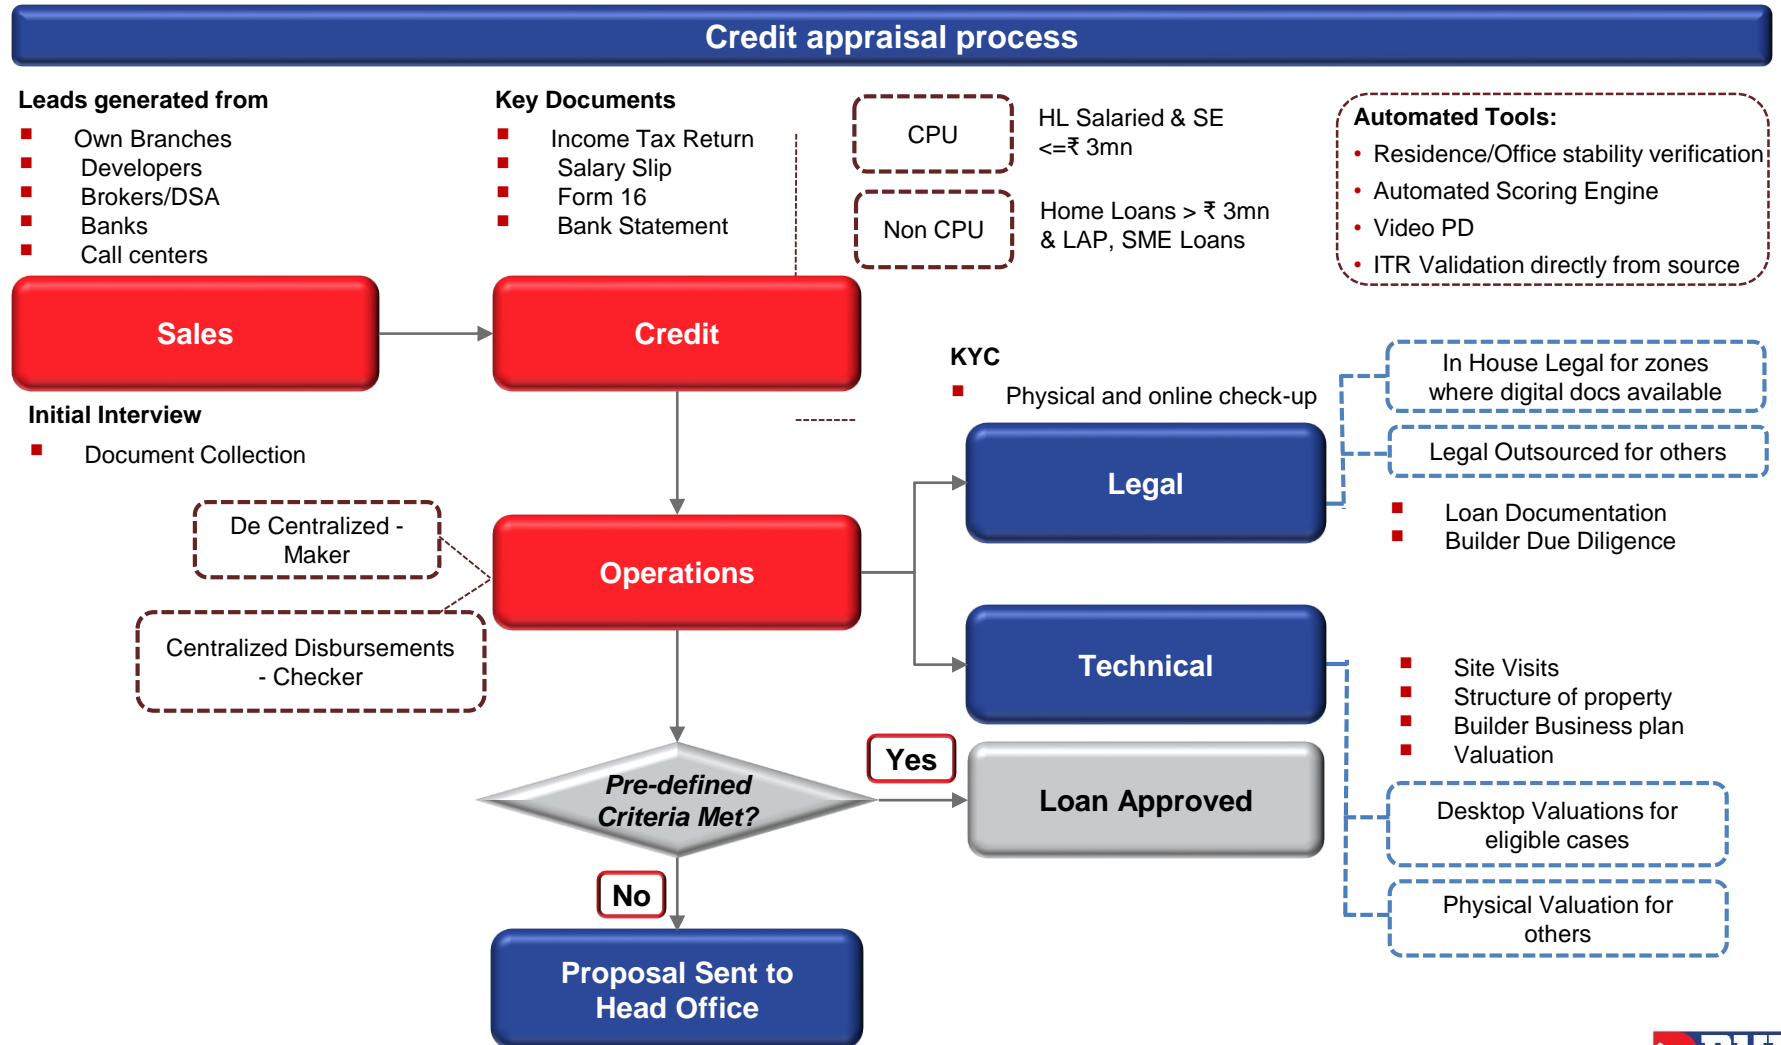 Credit appraisal process
Leads generated from
Own Branches
Developers
Brokers/DSA
Banks
Call centers
Key Documents
Income Tax Return
Salary Slip
Form 16
Bank Statement
CPU
HL Salaried & SE
<=₹ 3mn
Non CPU
Home Loans > ₹ 3mn
& LAP, SME Loans
Automated Tools:
• Residence/Office stability verification
• Automated Scoring Engine
• Video PD
• ITR Validation directly from source
Sales
Credit
Initial Interview
Document Collection
KYC
Physical and online check-up
In House Legal for zones
where digital docs available
Legal Outsourced for others
Legal
Loan Documentation
Builder Due Diligence
De Centralized -
Maker
Operations
Centralized Disbursements
- Checker
Technical
Site Visits
Structure of property
Builder Business plan
Valuation
Pre-defined
Criteria Met?
Yes
Loan Approved
Desktop Valuations for
eligible cases
Physical Valuation for
others
No
Proposal Sent to
Head Office